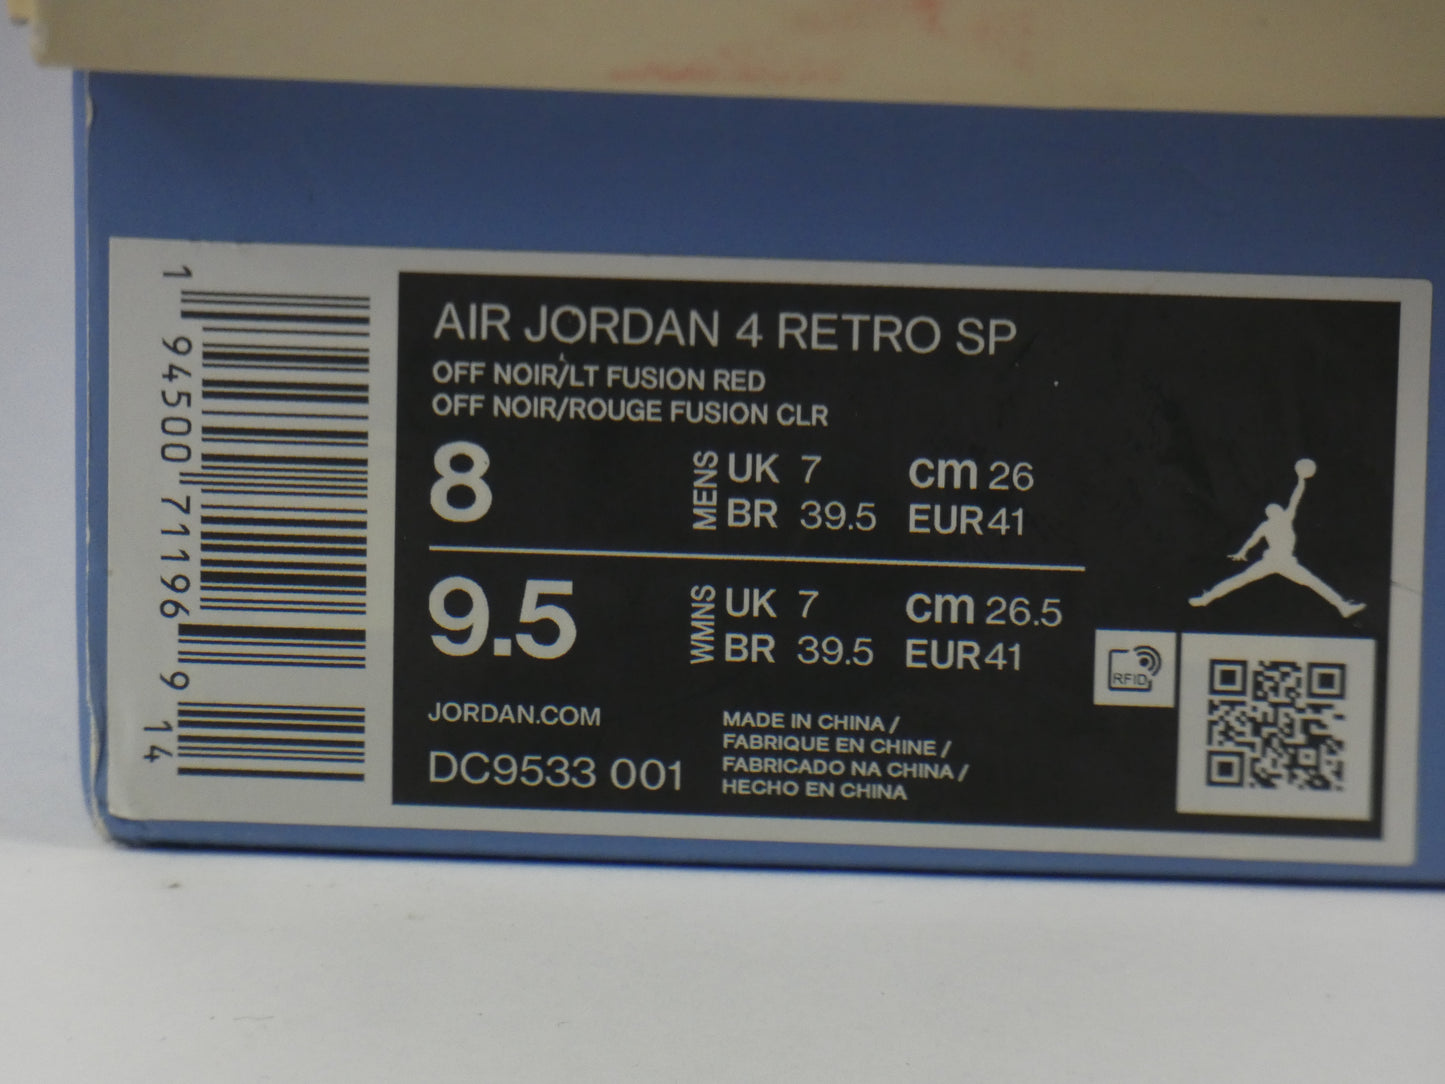 AIR JORDAN 4 RETRO SP
OFF NOIR/LT FUSION RED
OFF NOIR/ROUGE FUSION CLR
8
MENS
UK 7
cm 26
BR 39.5
EUR 41
9.5
WMNS
UK 7
cm 26.5
BR 39.5
EUR 41
JORDAN.COM
DC9533 001
MADE IN CHINA /
FABRIQUE EN CHINE /
FABRICADO NA CHINA /
HECHO EN CHINA
RFID
1 94500 71196 9 14